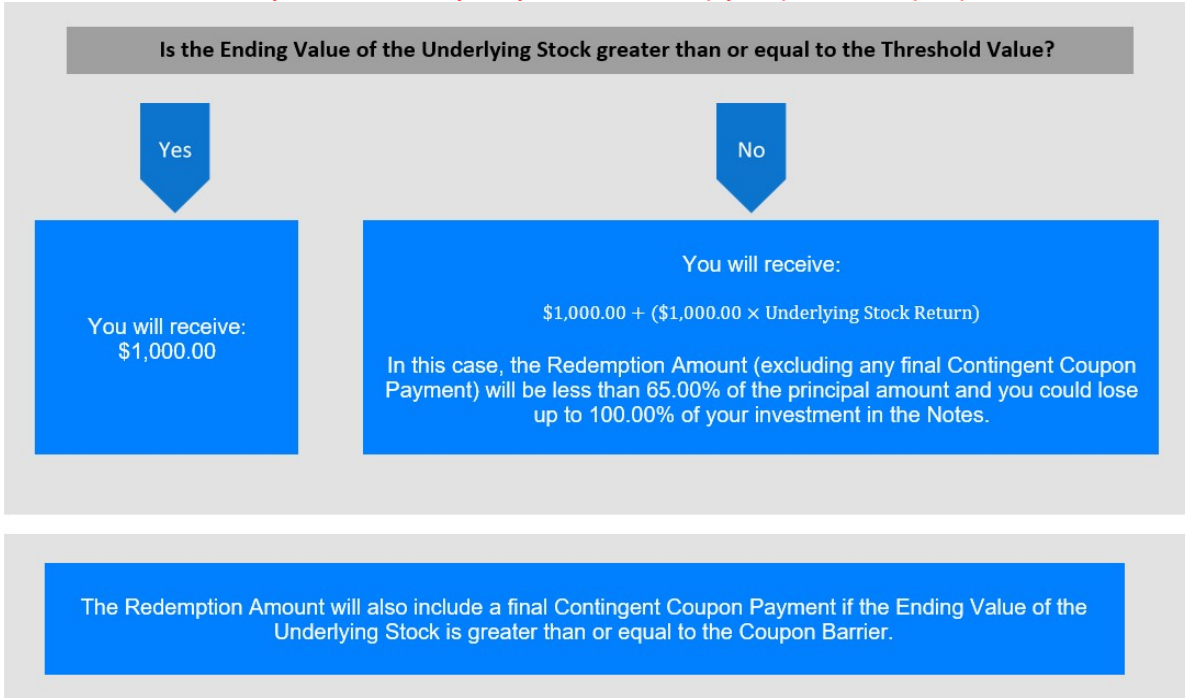 Is the Ending Value of the Underlying Stock greater than or equal to the Threshold Value?
Yes
No
You will receive:
$1,000.00
You will receive:
$1,000.00 + ($1,000.00 × Underlying Stock Return)
In this case, the Redemption Amount (excluding any final Contingent Coupon
Payment) will be less than 65.00% of the principal amount and you could lose
up to 100.00% of your investment in the Notes.
The Redemption Amount will also include a final Contingent Coupon Payment if the Ending Value of the
Underlying Stock is greater than or equal to the Coupon Barrier.